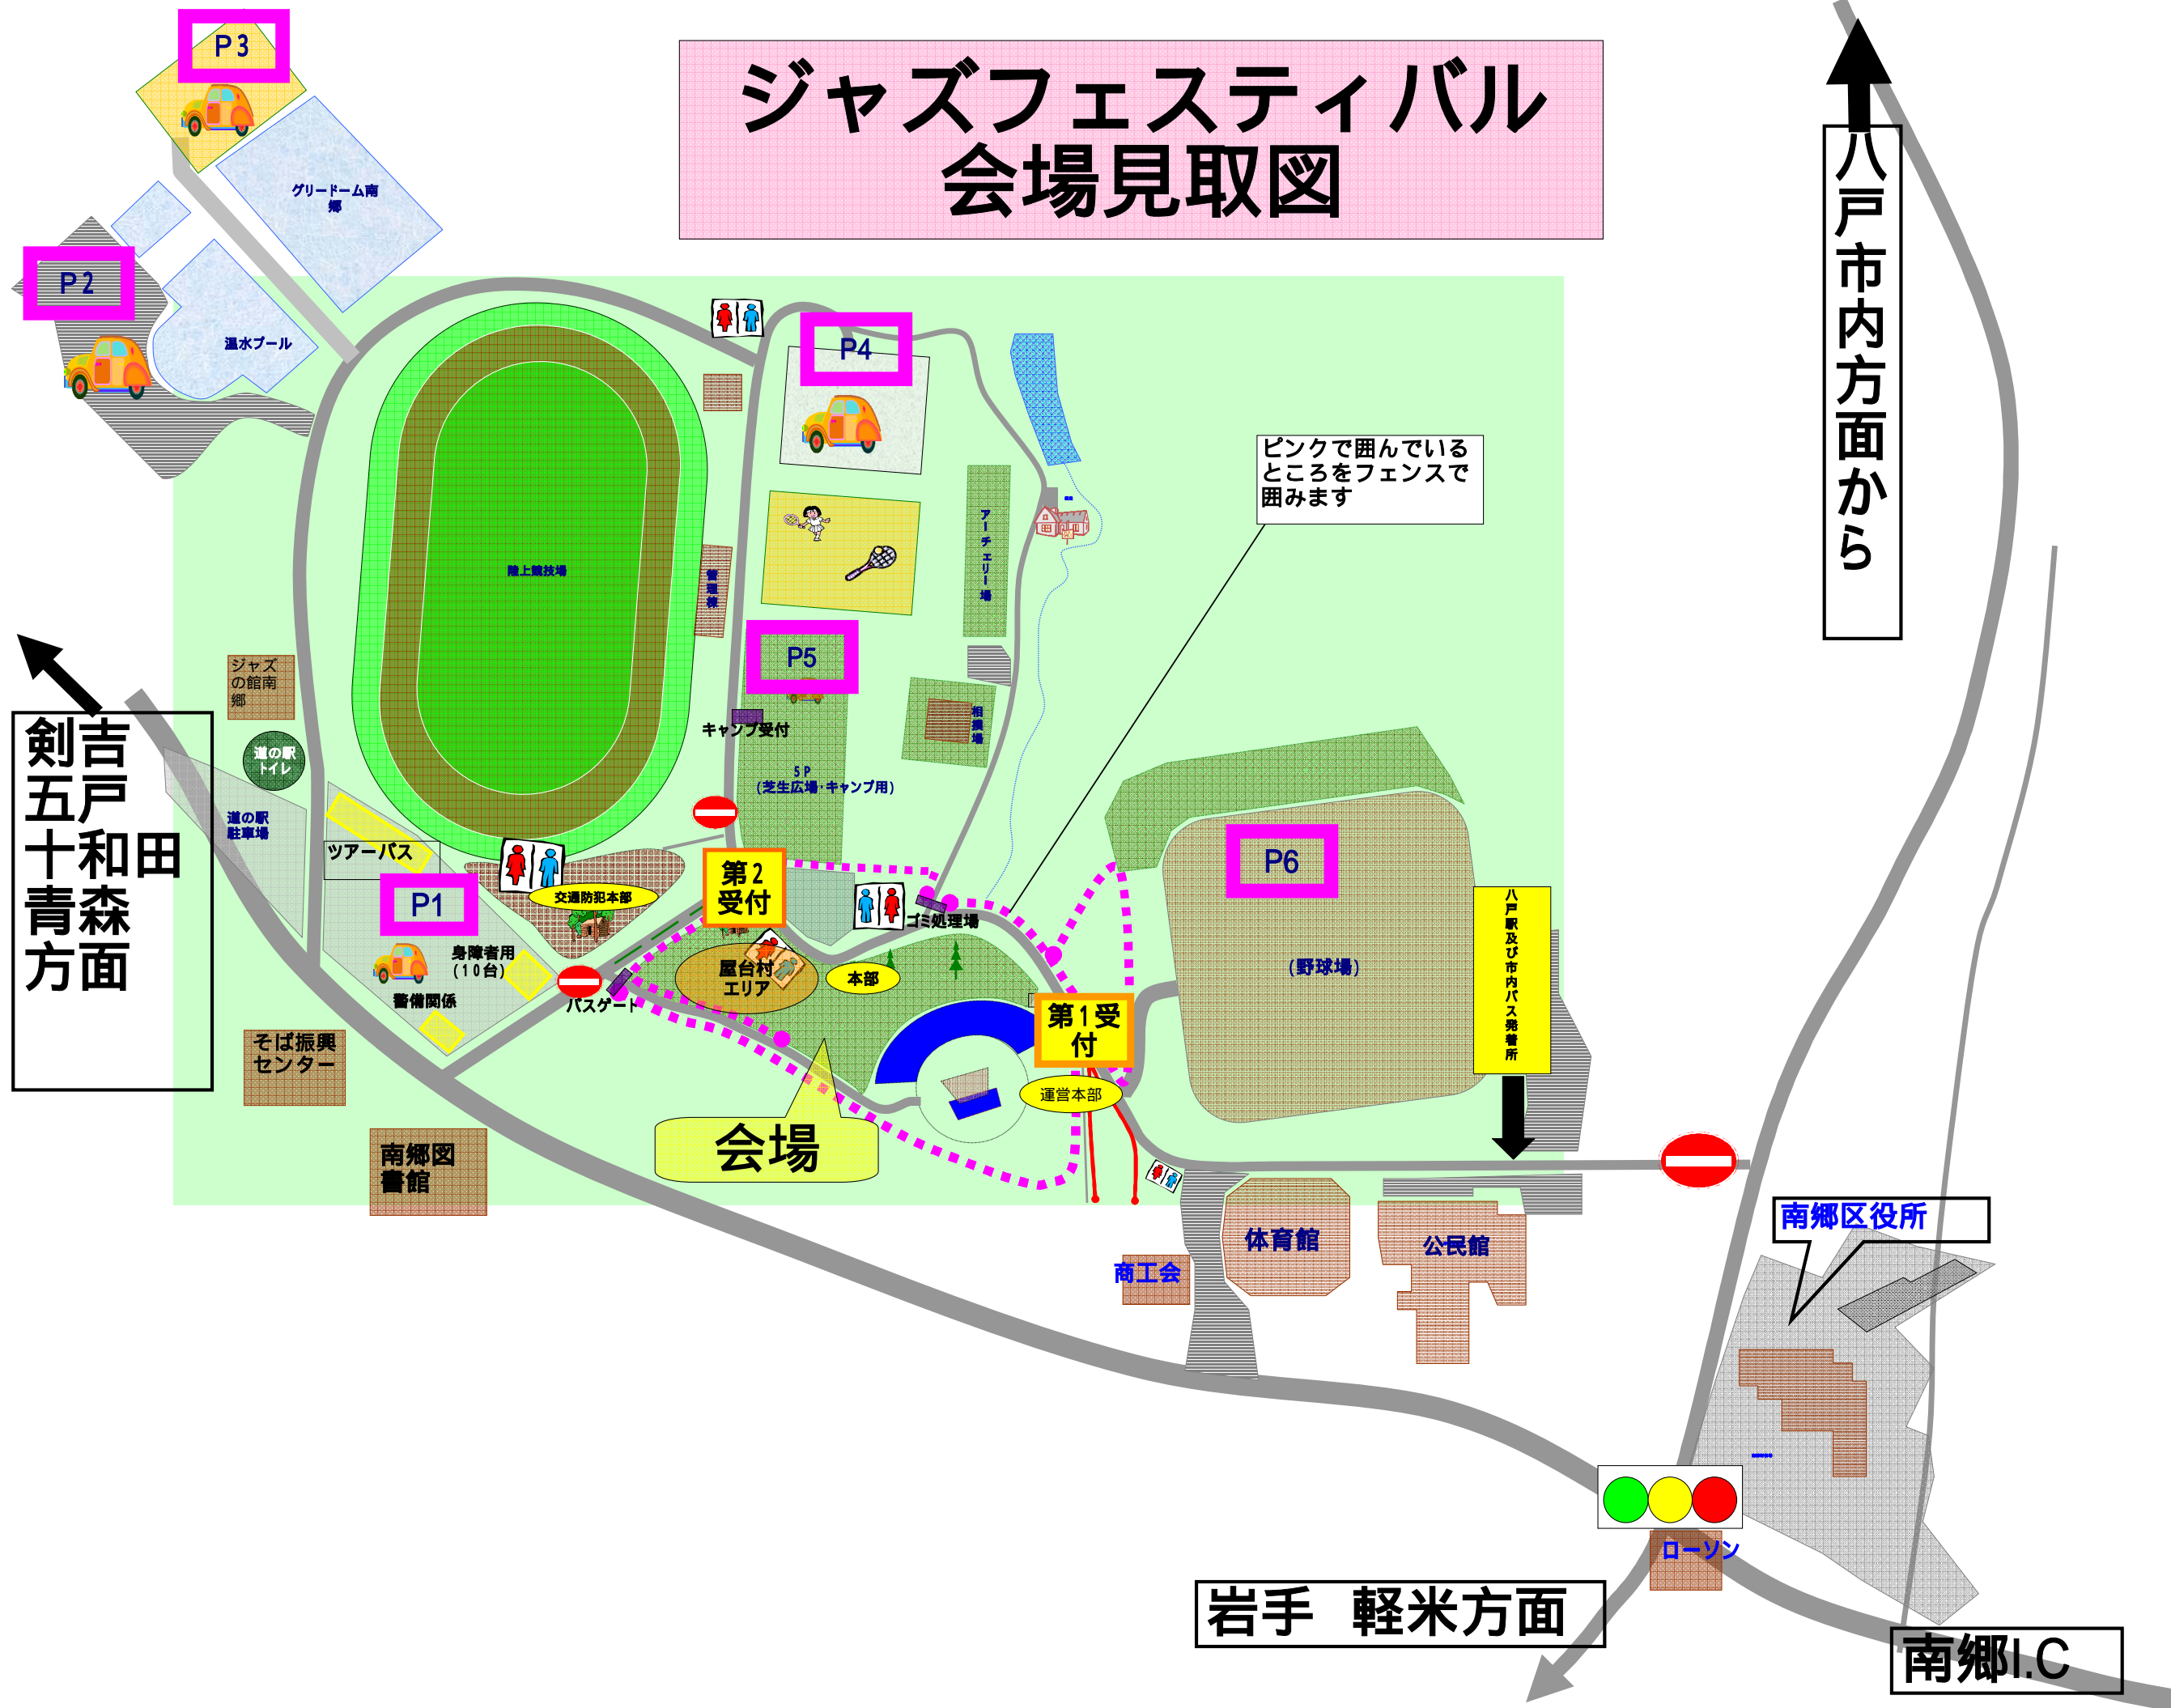 ジャズフェスティバル
会場見取図
P3
グリードーム南
郷
P2
温水プール
P4
八戸市内方面から
ピンクで囲んでいる
ところをフェンスで
囲みます
アーチェリー場
陸上競技場
管理棟
P5
キャンプ受付
相撲場
5P
(芝生広場・キャンプ用)
ジャズ
の館南
郷
道の駅
トイレ
道の駅
駐車場
剣吉
五戸
十和田
青森
方面
ツアーバス
P1
身障者用
(10台)
警備関係
交通防犯本部
第2
受付
ゴミ処理場
屋台村
エリア
本部
バスゲート
P6
(野球場)
八戸駅及び市内バス発着所
第1受
付
運営本部
会場
そば振興
センター
南郷図
書館
体育館
公民館
商工会
南郷区役所
ローソン
岩手　軽米方面
南郷I.C